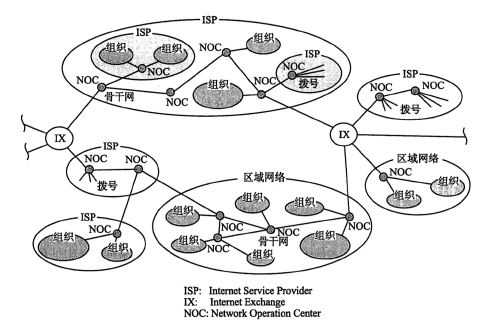 ISP
ISP
组织
组织
NOC
NOC
NOC
组织
ISP
NOC
拨号
骨干网
NOC
组织
NOC
ISP
NOC
NOC
拨号
IX
IX
ISP
NOC
NOC
拨号
区域网络
NOC
组织
组织
区域网络
组织
组织
组织
NOC
NOC
骨干网
NOC
NOC
组织
组织
组织
ISP
组织
NOC
组织
ISP: Internet Service Provider
IX: Internet Exchange
NOC: Network Operation Center